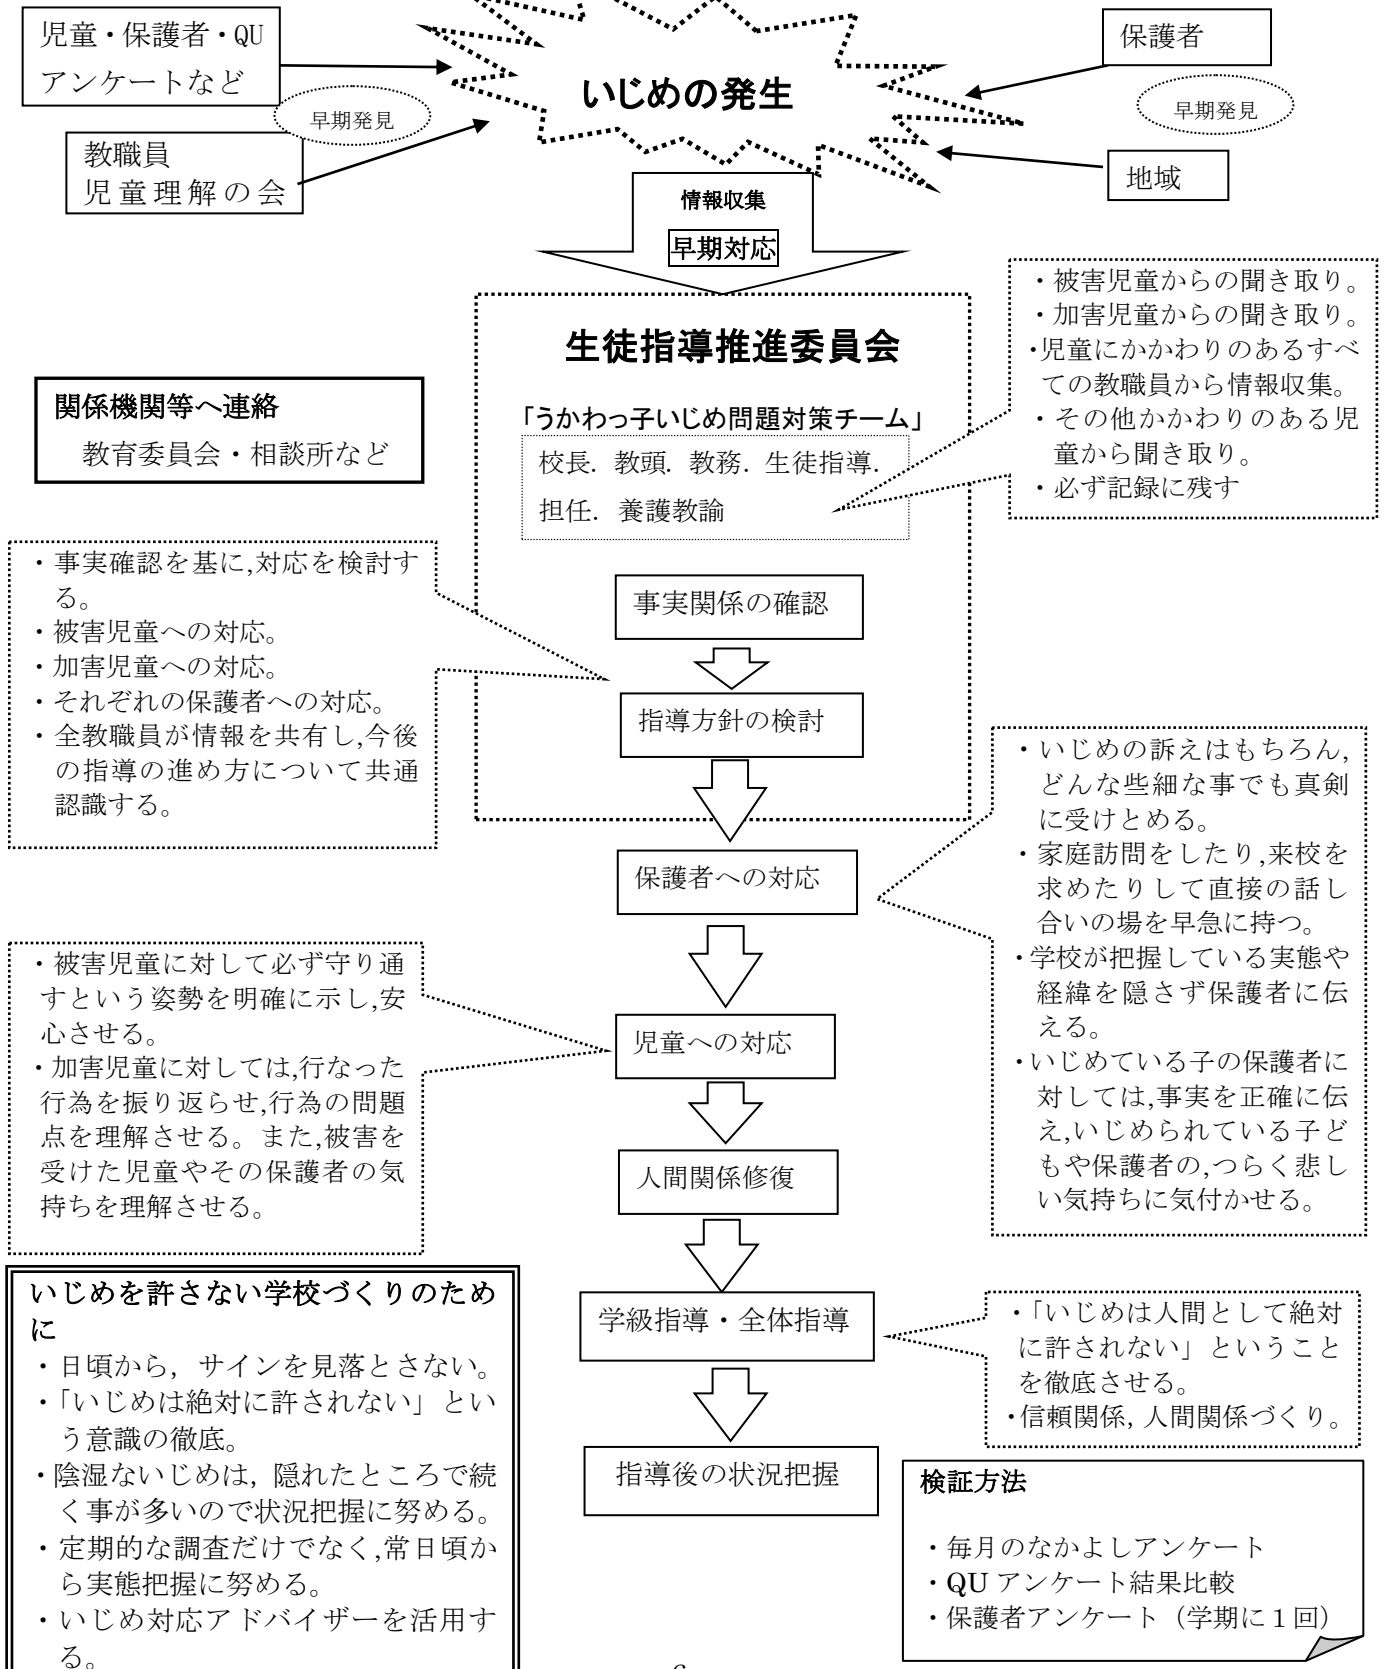 児童・保護者・QU
アンケートなど
早期発見
教職員
児童理解の会
いじめの発生
保護者
早期発見
地域
情報収集
早期対応
・被害児童からの聞き取り。
・加害児童からの聞き取り。
・児童にかかわりのあるすべ
ての教職員から情報収集。
・その他かかわりのある児
童から聞き取り。
・必ず記録に残す
生徒指導推進委員会
「うかわっ子いじめ問題対策チーム」
校長．教頭．教務．生徒指導．
担任．養護教諭
関係機関等へ連絡
教育委員会・相談所など
・事実確認を基に,対応を検討す
る。
・被害児童への対応。
・加害児童への対応。
・それぞれの保護者への対応。
・全教職員が情報を共有し,今後
の指導の進め方について共通
認識する。
事実関係の確認
指導方針の検討
保護者への対応
・いじめの訴えはもちろん,
どんな些細な事でも真剣
に受けとめる。
・家庭訪問をしたり,来校を
求めたりして直接の話し
合いの場を早急に持つ。
・学校が把握している実態や
経緯を隠さず保護者に伝
える。
・いじめている子の保護者に
対しては,事実を正確に伝
え,いじめられている子ど
もや保護者の,つらく悲し
い気持ちに気付かせる。
・被害児童に対して必ず守り通
すという姿勢を明確に示し,安
心させる。
・加害児童に対しては,行なった
行為を振り返らせ,行為の問題
点を理解させる。また,被害を
受けた児童やその保護者の気
持ちを理解させる。
児童への対応
人間関係修復
学級指導・全体指導
・「いじめは人間として絶対
に許されない」ということ
を徹底させる。
・信頼関係, 人間関係づくり。
指導後の状況把握
いじめを許さない学校づくりのため
に
・日頃から, サインを見落とさない。
・「いじめは絶対に許されない」とい
う意識の徹底。
・陰湿ないじめは, 隠れたところで続
く事が多いので状況把握に努める。
・定期的な調査だけでなく,常日頃か
ら実態把握に努める。
・いじめ対応アドバイザーを活用す
る。
検証方法
・毎月のなかよしアンケート
・QU アンケート結果比較
・保護者アンケート（学期に１回）